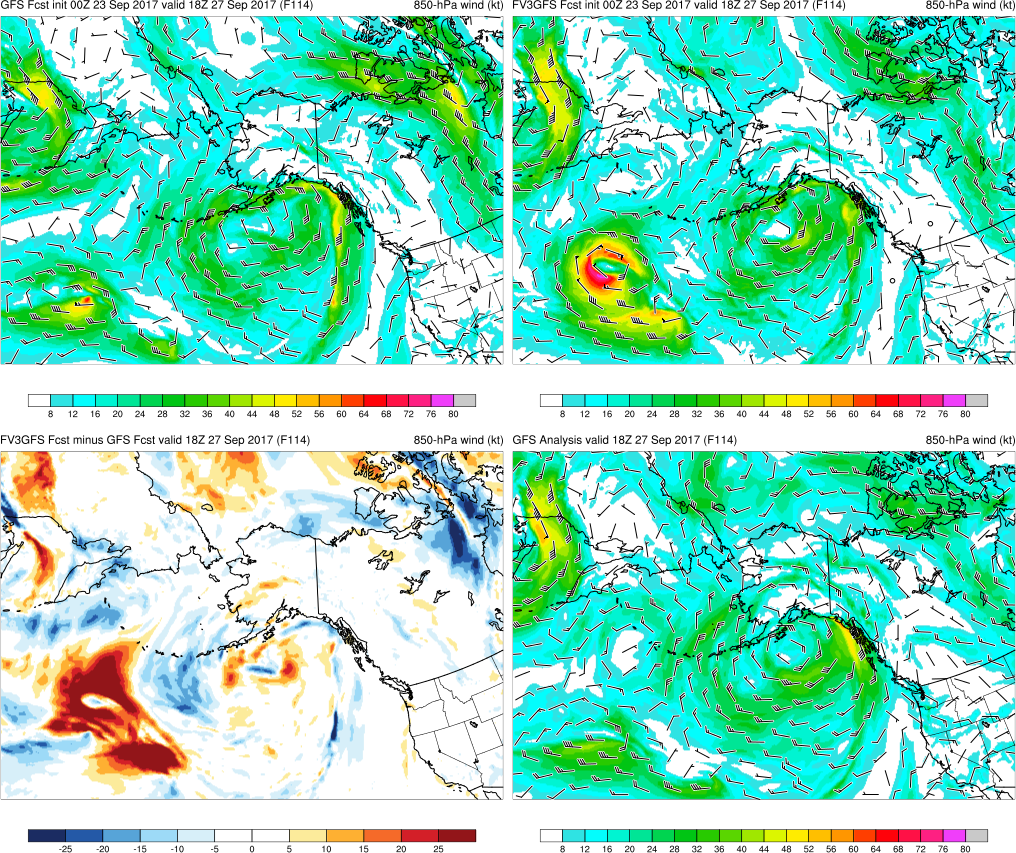 GFS Fcst init 00Z 23 Sep 2017 valid 18Z 27 Sep 2017 (F114) 850-hPa wind (kt)
FV3GFS Fcst init 00Z 23 Sep 2017 valid 18Z 27 Sep 2017 (F114) 850-hPa wind (kt)
8 12 16 20 24 28 32 36 40 44 48 52 56 60 64 68 72 76 80
8 12 16 20 24 28 32 36 40 44 48 52 56 60 64 68 72 76 80
FV3GFS Fcst minus GFS Fcst valid 18Z 27 Sep 2017 (F114) 850-hPa wind (kt)
GFS Analysis valid 18Z 27 Sep 2017 (F114) 850-hPa wind (kt)
-25 -20 -15 -10 -5 0 5 10 15 20 25
8 12 16 20 24 28 32 36 40 44 48 52 56 60 64 68 72 76 80